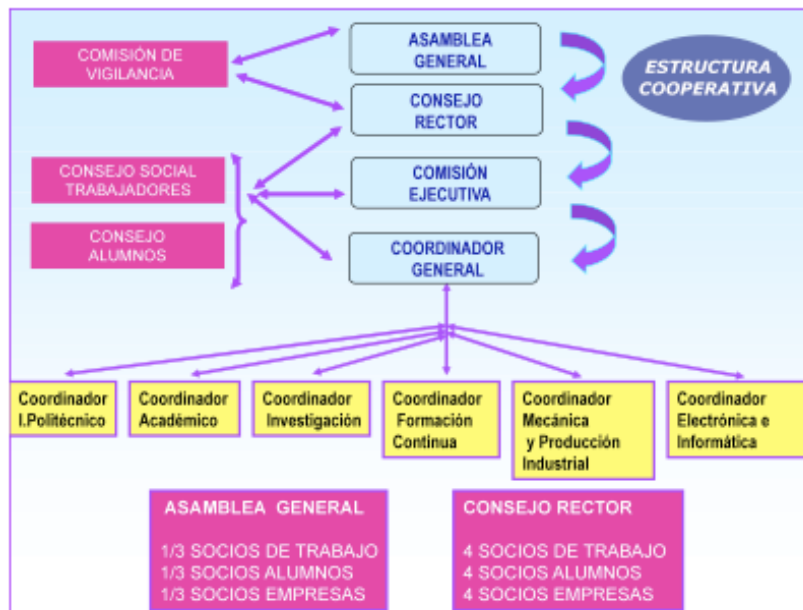 COMISIÓN DE
VIGILANCIA
ASAMBLEA
GENERAL
ESTRUCTURA
COOPERATIVA
CONSEJO
RECTOR
CONSEJO SOCIAL
TRABAJADORES
COMISIÓN
EJECUTIVA
CONSEJO
ALUMNOS
COORDINADOR
GENERAL
Coordinador
I.Politécnico
Coordinador
Académico
Coordinador
Investigación
Coordinador
Formación
Continua
Coordinador
Mecánica
y Producción
Industrial
Coordinador
Electrónica e
Informática
ASAMBLEA GENERAL
1/3 SOCIOS DE TRABAJO
1/3 SOCIOS ALUMNOS
1/3 SOCIOS EMPRESAS
CONSEJO RECTOR
4 SOCIOS DE TRABAJO
4 SOCIOS ALUMNOS
4 SOCIOS EMPRESAS